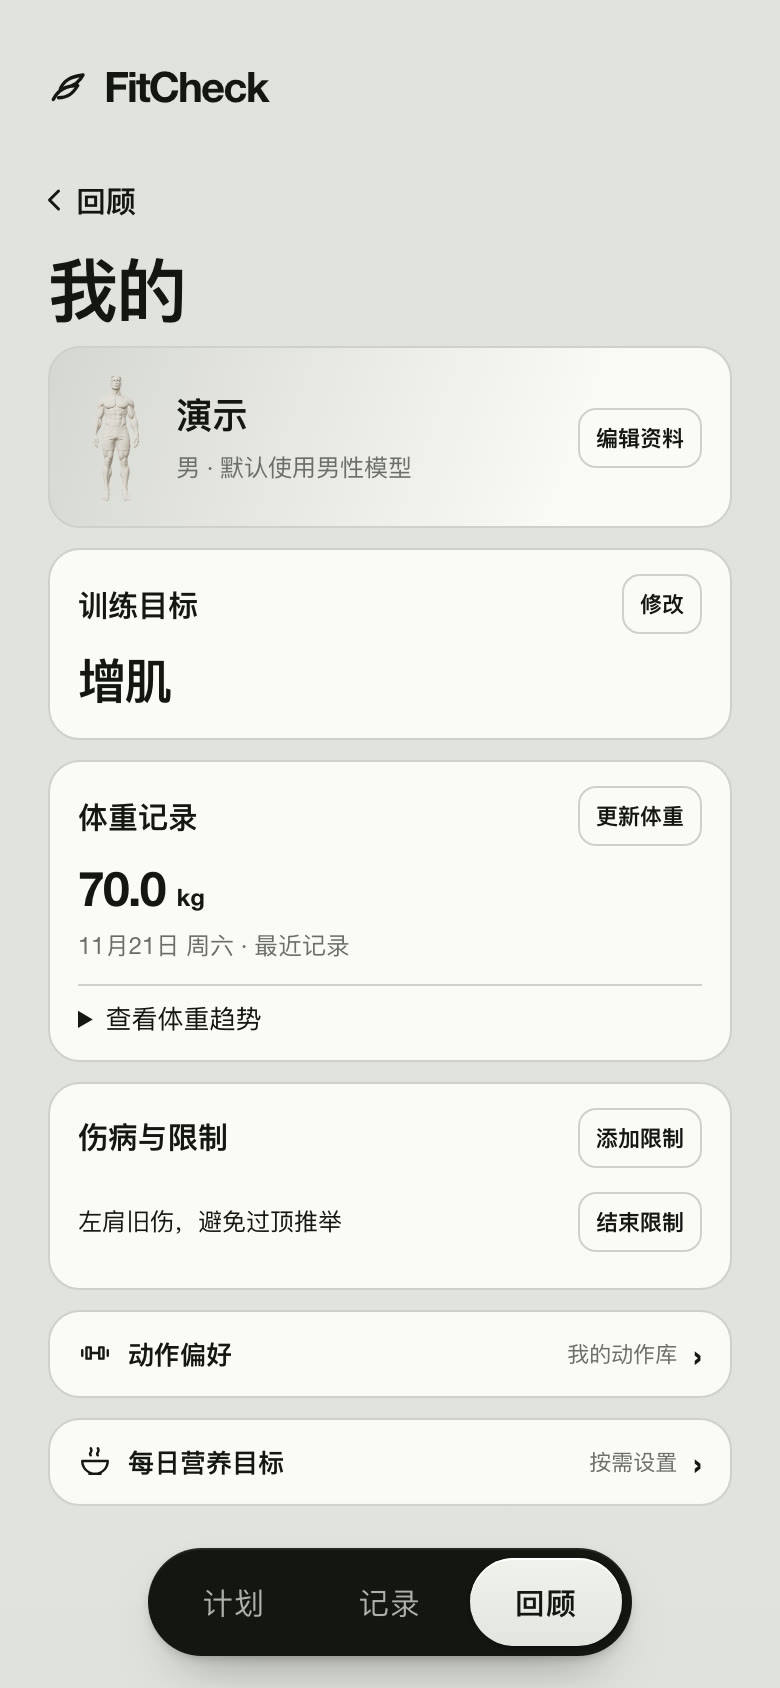 FitCheck
回顾
我的
演示
男 · 默认使用男性模型
编辑资料
训练目标
修改
增肌
体重记录
更新体重
70.0 kg
11月21日 周六 · 最近记录
查看体重趋势
伤病与限制
添加限制
左肩旧伤，避免过顶推举
结束限制
动作偏好
我的动作库
每日营养目标
按需设置
计划
记录
回顾